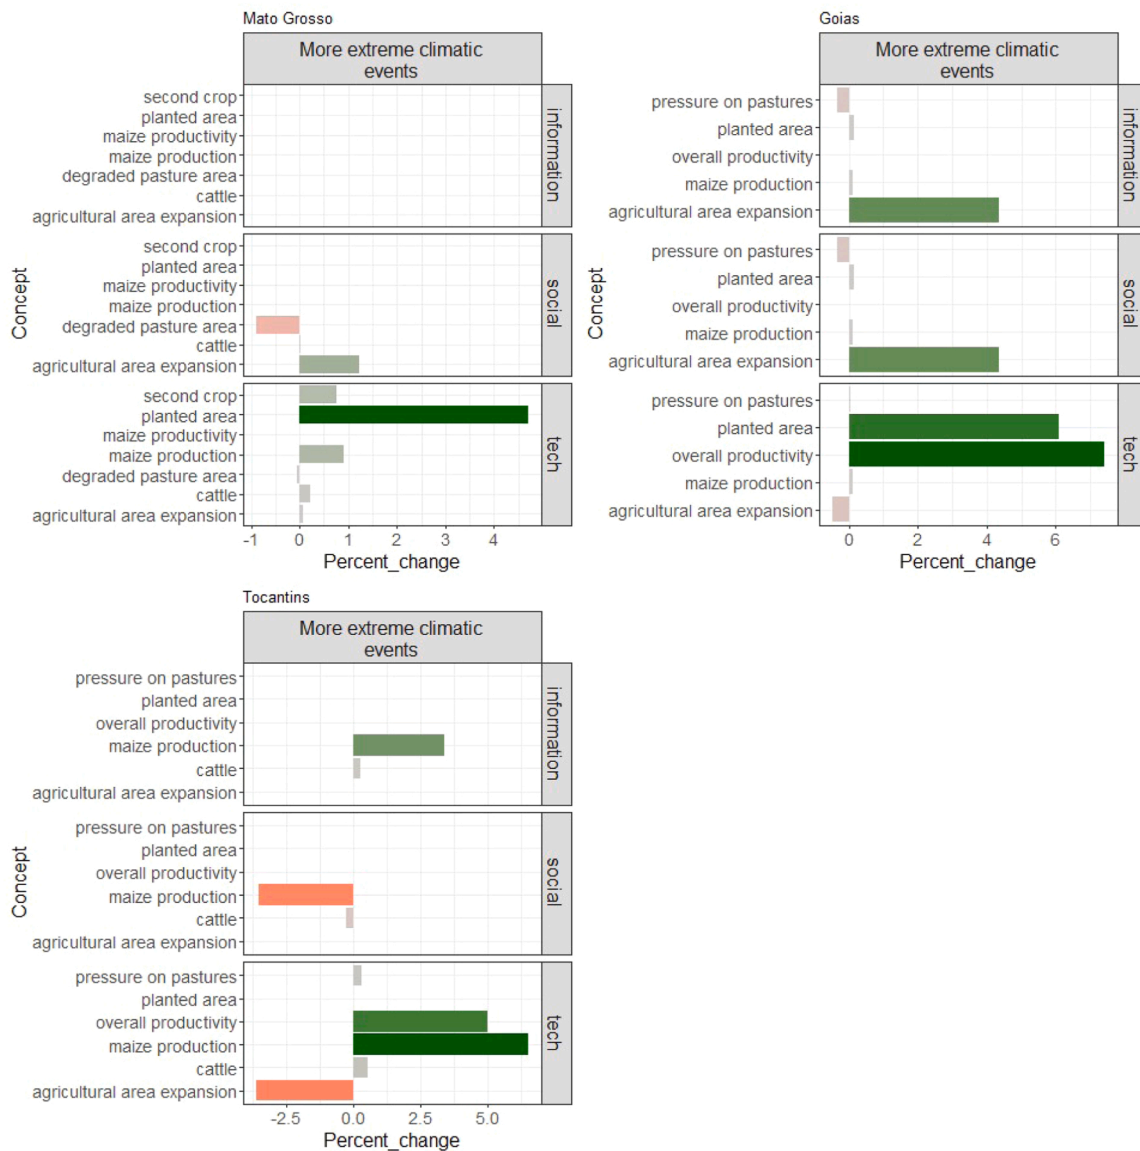 Mato Grosso
More extreme climatic
events
Concept
second crop
planted area
maize productivity
maize production
degraded pasture area
cattle
agricultural area expansion
information
second crop
planted area
maize productivity
maize production
degraded pasture area
cattle
agricultural area expansion
social
second crop
planted area
maize productivity
maize production
degraded pasture area
cattle
agricultural area expansion
tech
-1 0 1 2 3 4
Percent_change
Goias
More extreme climatic
events
Concept
pressure on pastures
planted area
overall productivity
maize production
agricultural area expansion
information
pressure on pastures
planted area
overall productivity
maize production
agricultural area expansion
social
pressure on pastures
planted area
overall productivity
maize production
agricultural area expansion
tech
0 2 4 6
Percent_change
Tocantins
More extreme climatic
events
Concept
pressure on pastures
planted area
overall productivity
maize production
cattle
agricultural area expansion
information
pressure on pastures
planted area
overall productivity
maize production
cattle
agricultural area expansion
social
pressure on pastures
planted area
overall productivity
maize production
cattle
agricultural area expansion
tech
-2.5 0.0 2.5 5.0
Percent_change